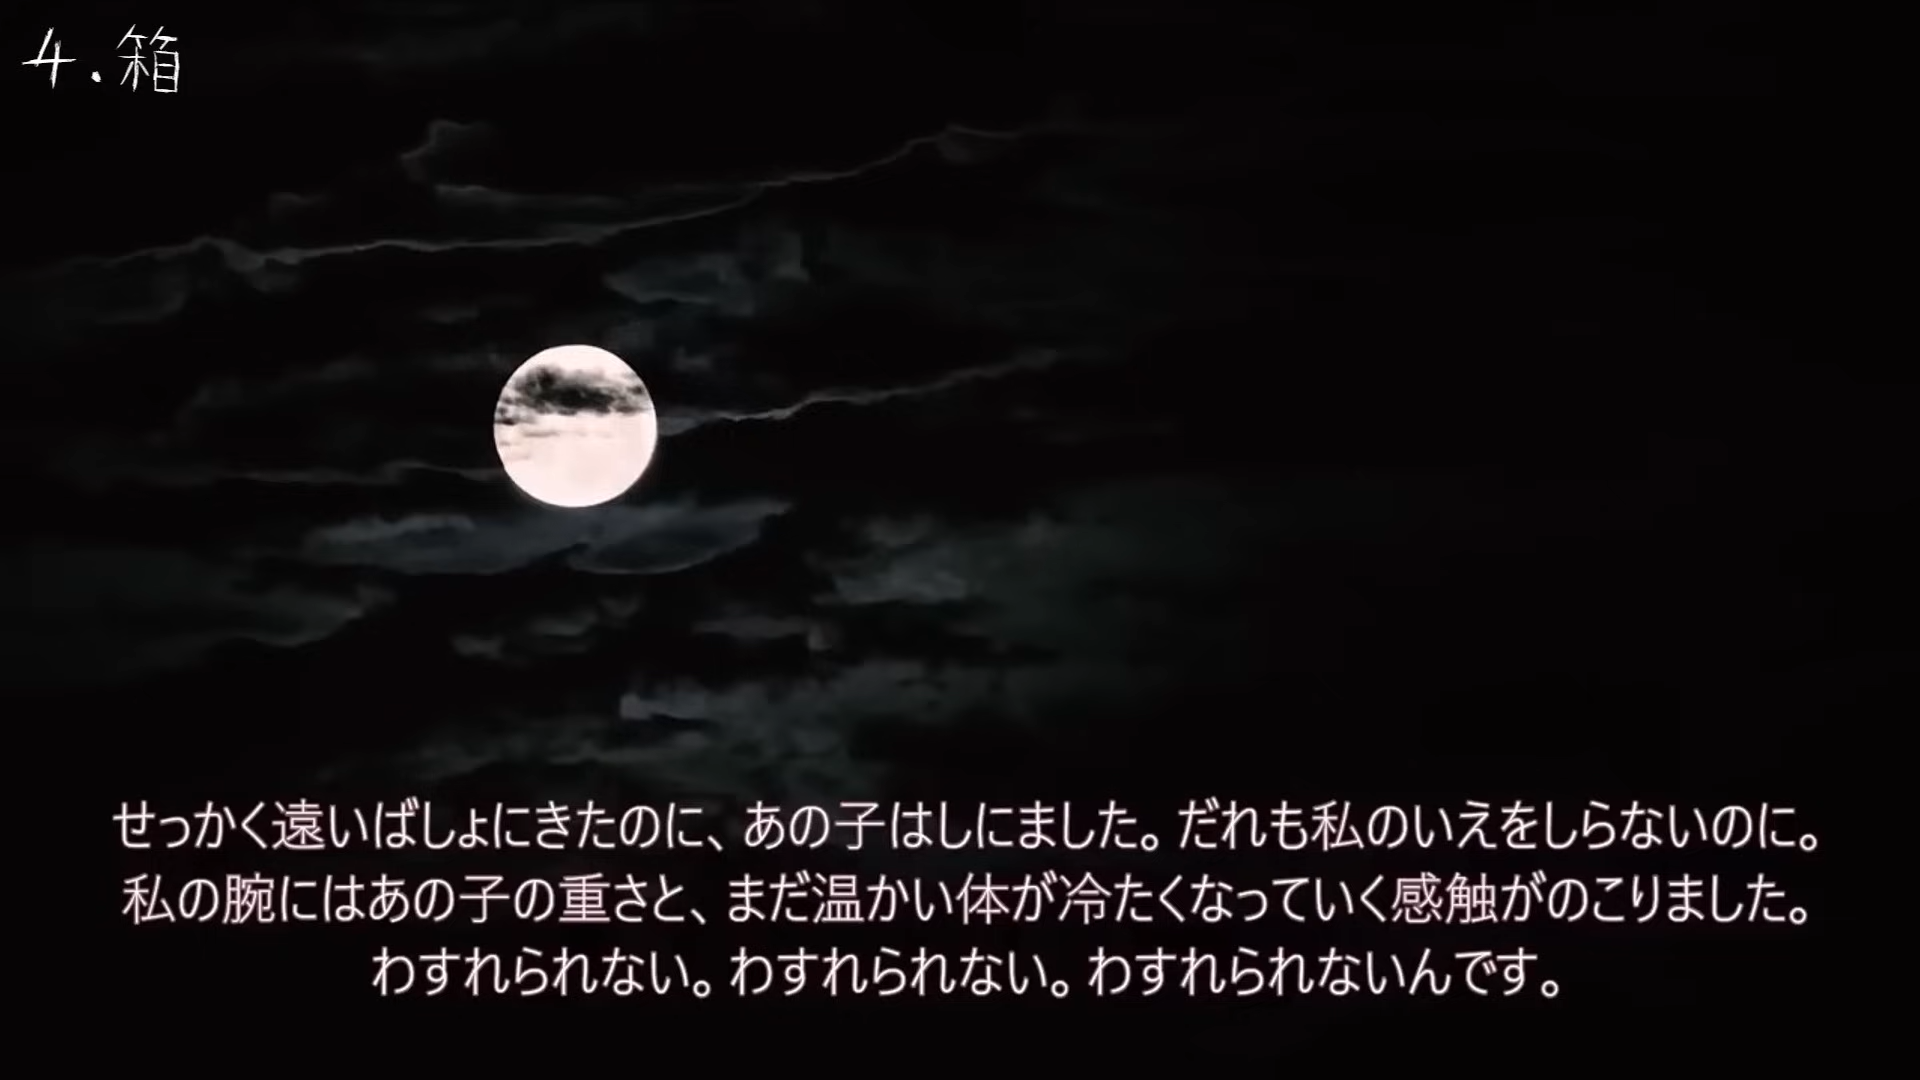 4.箱
せっかく遠いばしょにきたのに、あの子はしにました。だれも私のいえをしらないのに。
私の腕にはあの子の重さと、まだ温かい体が冷たくなっていく感触がのこりました。
わすれられない。わすれられない。わすれられないんです。